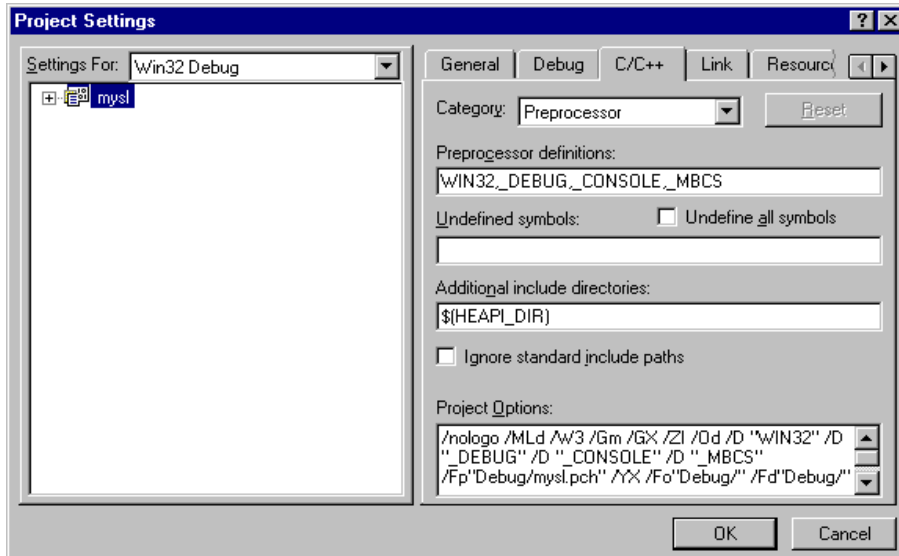 Project Settings
Settings For: Win32 Debug
mysl
General Debug C/C++ Link Resourc
Category: Preprocessor Reset
Preprocessor definitions:
WIN32,_DEBUG,_CONSOLE,_MBCS
Undefined symbols: Undefine all symbols
Additional include directories:
$(HEAPI_DIR)
Ignore standard include paths
Project Options:
/nologo /MLd /W3 /Gm /GX /ZI /Od /D "WIN32" /D
"_DEBUG" /D "_CONSOLE" /D "_MBCS"
/Fp"Debug/mysl.pch" /YX /Fo"Debug/" /Fd"Debug/"
OK Cancel